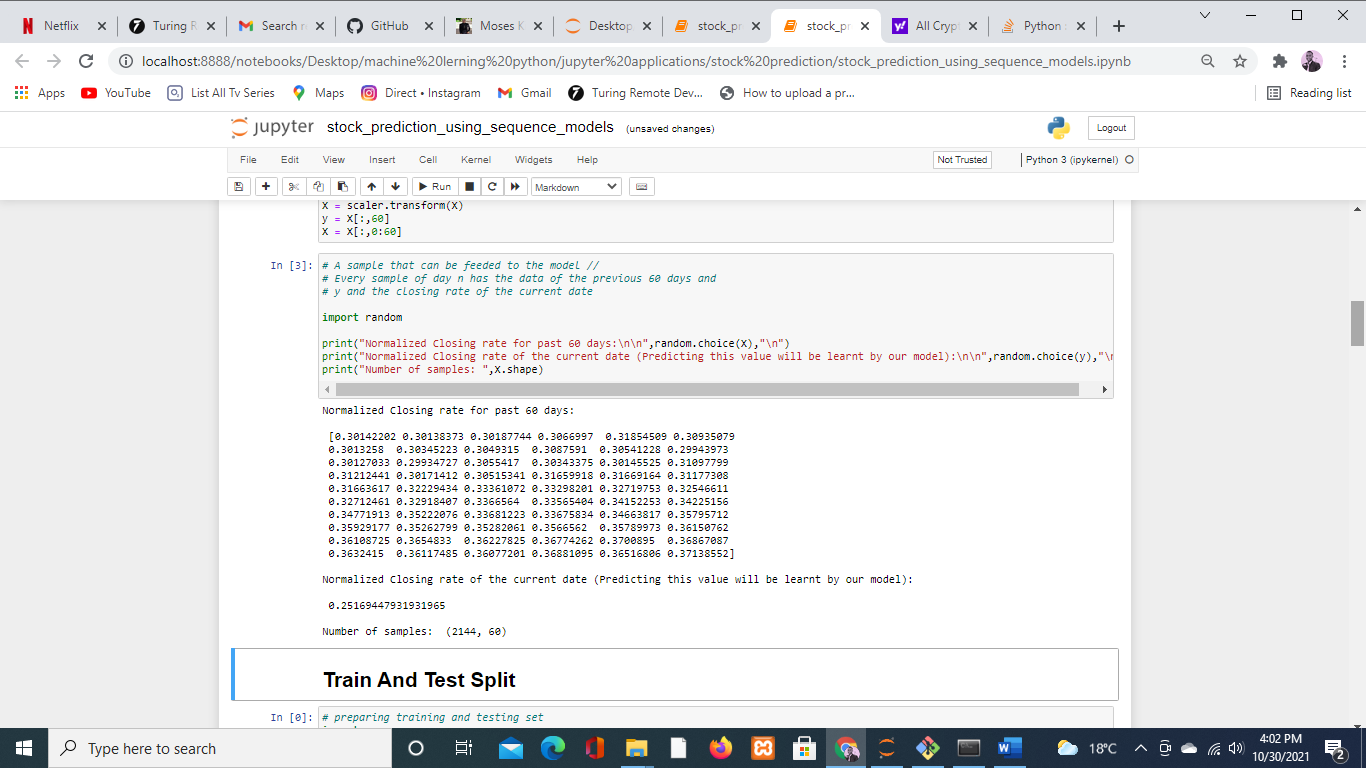 Netflix
Turing R
Search re
GitHub
Moses K
Desktop
stock_pr
stock_pr
All Crypt
Python :
localhost:8888/notebooks/Desktop/machine%20lerning%20python/jupyter%20applications/stock%20prediction/stock_prediction_using_sequence_models.ipynb
Apps
YouTube
List All Tv Series
Maps
Direct • Instagram
Gmail
Turing Remote Dev...
How to upload a pr...
Reading list
jupyter stock_prediction_using_sequence_models (unsaved changes)
Logout
File Edit View Insert Cell Kernel Widgets Help
Not Trusted
Python 3 (ipykernel)
Run
Markdown
X = scaler.transform(X)
y = X[:,60]
X = X[:,0:60]
In [3]:
# A sample that can be feeded to the model //
# Every sample of day n has the data of the previous 60 days and
# y and the closing rate of the current date
import random
print("Normalized Closing rate for past 60 days:\n\n",random.choice(X),"\n")
print("Normalized Closing rate of the current date (Predicting this value will be learnt by our model):\n\n",random.choice(y),"\n
print("Number of samples: ",X.shape)
Normalized Closing rate for past 60 days:
[0.30142202 0.30138373 0.30187744 0.3066997  0.31854509 0.30935079
0.3013258  0.30345223 0.3049315  0.3087591  0.30541228 0.29943973
0.30127033 0.29934727 0.3055417  0.30343375 0.30145525 0.31097799
0.31212441 0.30171412 0.30515341 0.31659918 0.31669164 0.31177308
0.31663617 0.32229434 0.33361072 0.33298201 0.32719753 0.32546611
0.32712461 0.32918407 0.3366564  0.33565404 0.34152253 0.34225156
0.34771913 0.35222076 0.33681223 0.33675834 0.34663817 0.35795712
0.35929177 0.35262799 0.35282061 0.3566562  0.35789973 0.36150762
0.36108725 0.3654833  0.36227825 0.36774262 0.3700895  0.36867087
0.3632415  0.36117485 0.36077201 0.36881095 0.36516806 0.37138552]
Normalized Closing rate of the current date (Predicting this value will be learnt by our model):
0.25169447931931965
Number of samples:  (2144, 60)
Train And Test Split
In [0]:
# preparing training and testing set
Type here to search
18°C
4:02 PM
10/30/2021
2